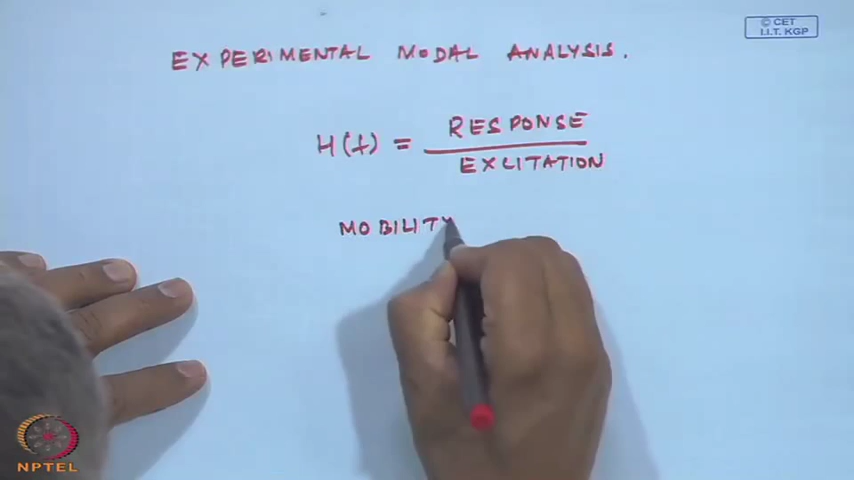 © CET
I.I.T. KGP
EXPERIMENTAL MODAL ANALYSIS.
H(f) = RESPONSE
EXCITATION
MOBILITY
NPTEL